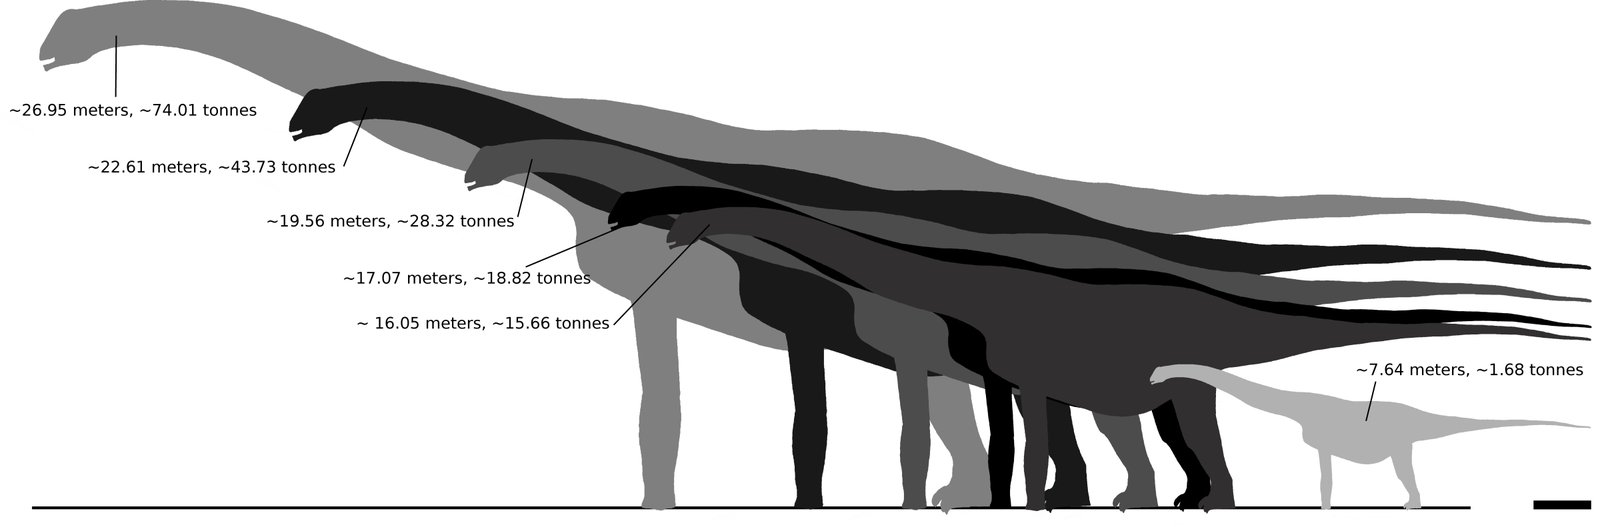 ~26.95 meters, ~74.01 tonnes
~22.61 meters, ~43.73 tonnes
~19.56 meters, ~28.32 tonnes
~17.07 meters, ~18.82 tonnes
~ 16.05 meters, ~15.66 tonnes
~7.64 meters, ~1.68 tonnes